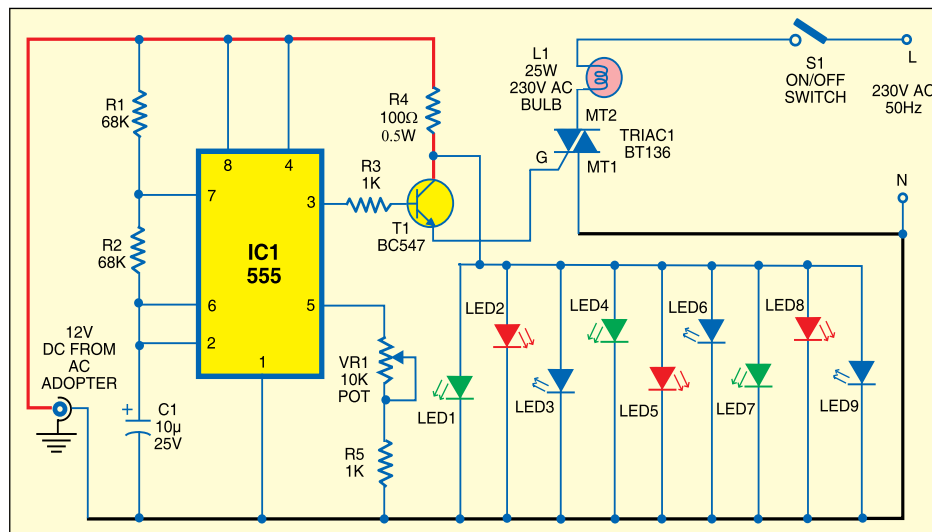 R1
68K
R2
68K
12V
DC FROM
AC
ADOPTER
+
C1
10µ
25V
8
4
7
3
IC1
555
6
5
2
1
R3
1K
R4
100Ω
0.5W
T1
BC547
VR1
10K
POT
R5
1K
L1
25W
230V AC
BULB
MT2
G
MT1
TRIAC1
BT136
S1
ON/OFF
SWITCH
L
230V AC
50Hz
N
LED1
LED2
LED3
LED4
LED5
LED6
LED7
LED8
LED9